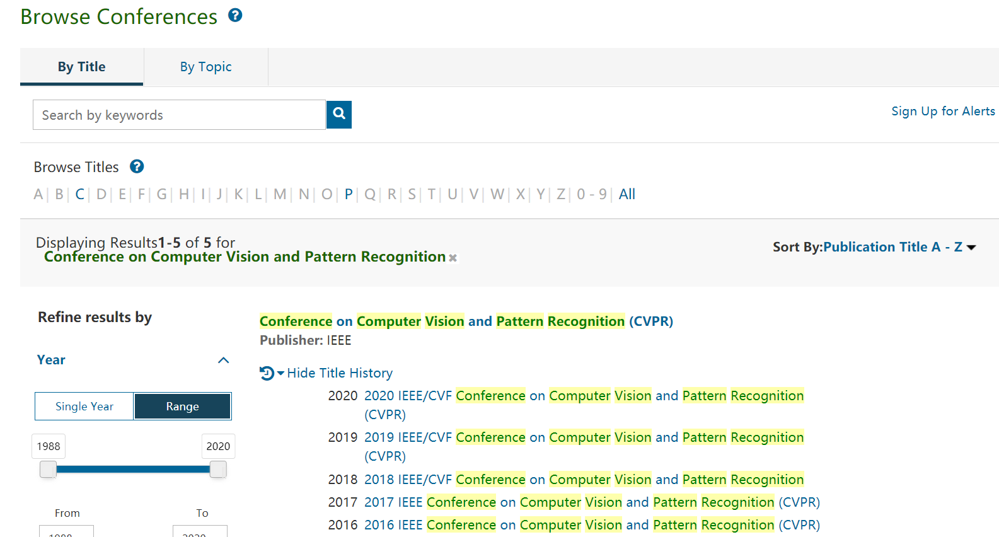 Browse Conferences ?
By Title
By Topic
Search by keywords
Sign Up for Alerts
Browse Titles ?
A| B| C| D| E| F| G| H| I| J| K| L| M| N| O| P| Q| R| S| T| U| V| W| X| Y| Z| 0 - 9| All
Displaying Results1-5 of 5 for
Conference on Computer Vision and Pattern Recognition ×
Sort By:Publication Title A - Z
Refine results by
Year
Single Year
Range
1988
2020
From
To
1988
2020
Conference on Computer Vision and Pattern Recognition (CVPR)
Publisher: IEEE
Hide Title History
2020 2020 IEEE/CVF Conference on Computer Vision and Pattern Recognition
(CVPR)
2019 2019 IEEE/CVF Conference on Computer Vision and Pattern Recognition
(CVPR)
2018 2018 IEEE/CVF Conference on Computer Vision and Pattern Recognition
2017 2017 IEEE Conference on Computer Vision and Pattern Recognition (CVPR)
2016 2016 IEEE Conference on Computer Vision and Pattern Recognition (CVPR)